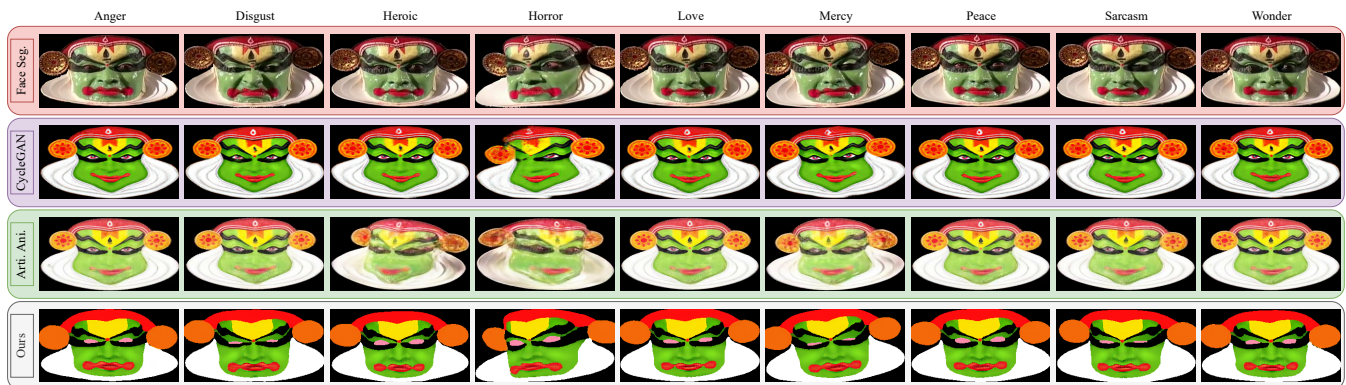 Anger Disgust Heroic Horror Love Mercy Peace Sarcasm Wonder
Face Seg.
CycleGAN
Arti. Ani.
Ours